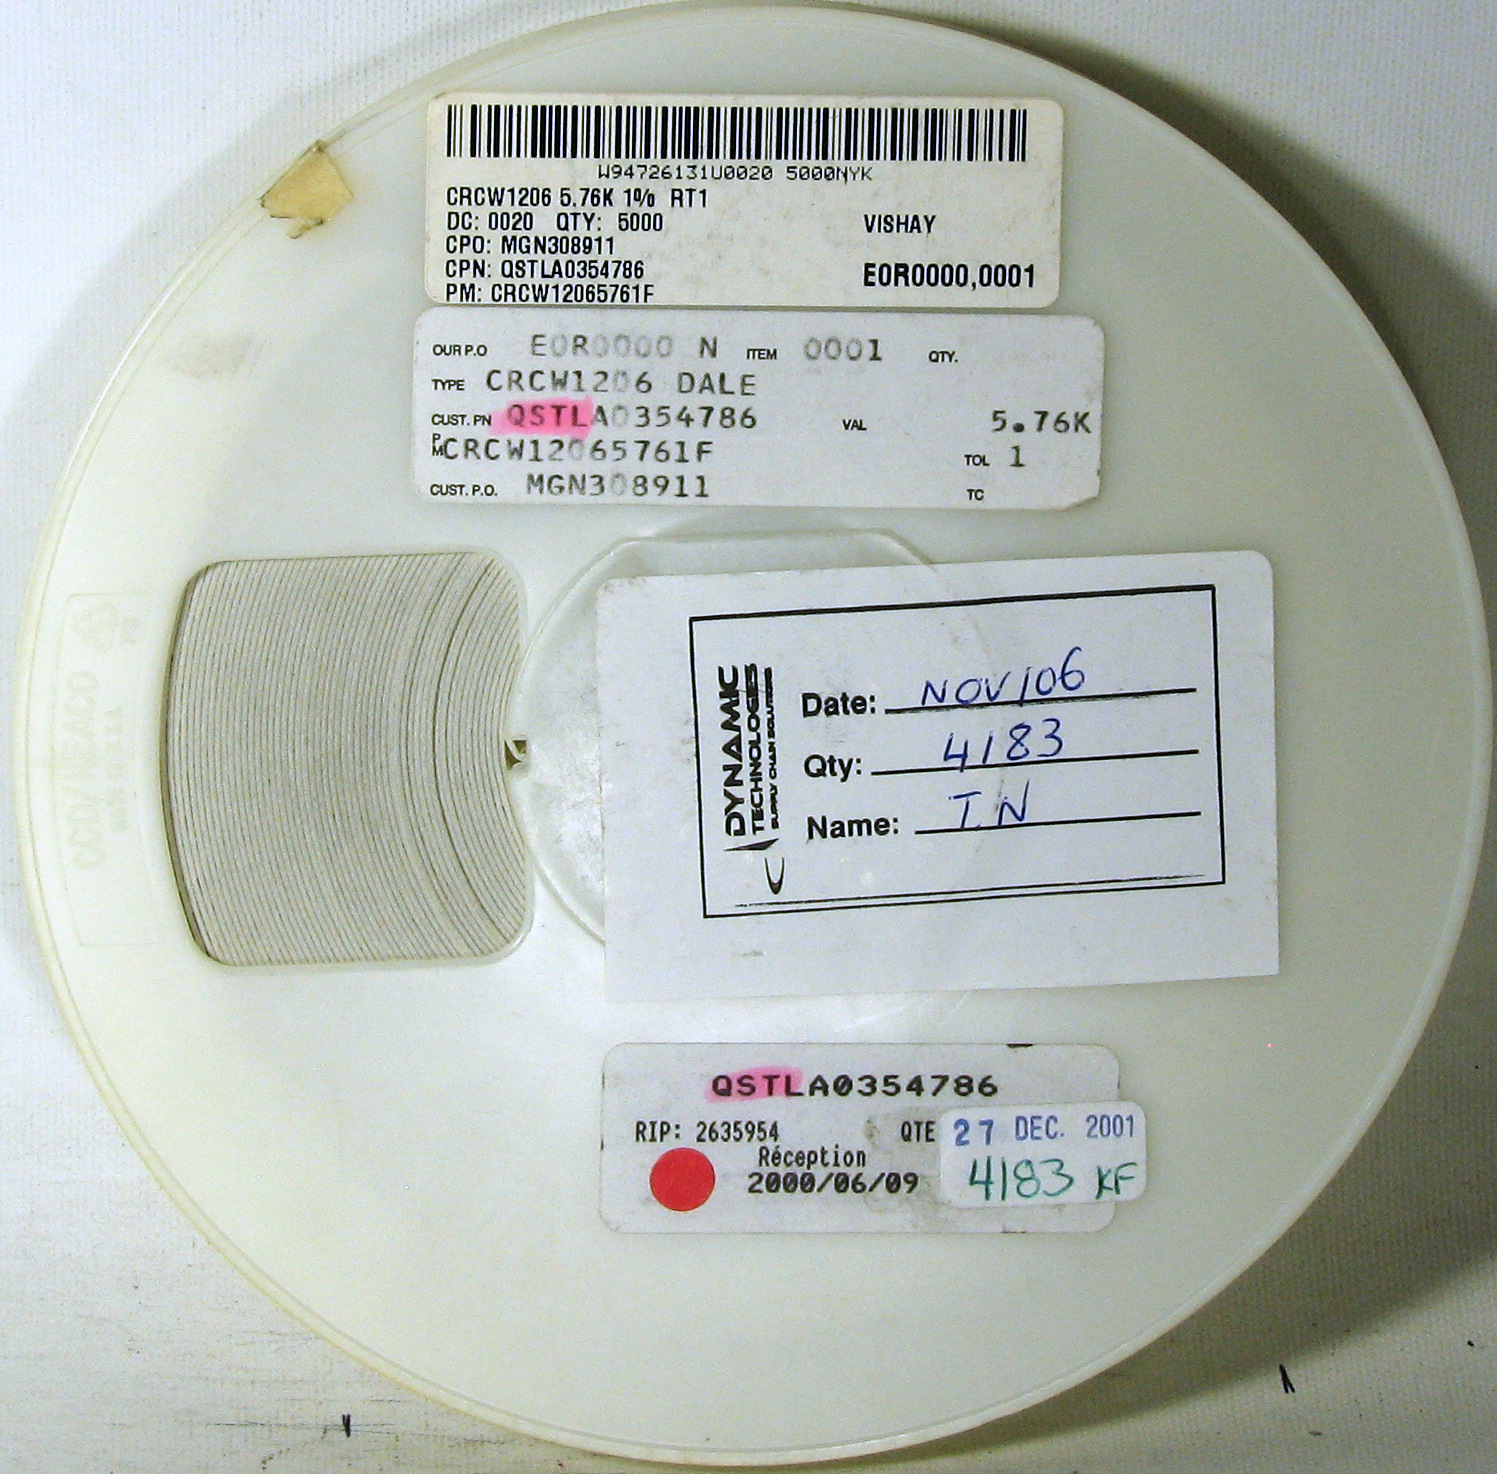 W94726131U0020 5000NYK
CRCW1206 5.76K 1% RT1
DC: 0020 QTY: 5000 VISHAY
CPO: MGN308911
CPN: QSTLA0354786 E0R0000,0001
PM: CRCW12065761F
OUR P.O E0R0000 N ITEM 0001 QTY.
TYPE CRCW1206 DALE
CUST. PN QSTLA0354786 VAL 5.76K
PM CRCW12065761F TOL 1
CUST. P.O. MGN308911 TC
DYNAMIC
TECHNOLOGIES
SUPPLY CHAIN SOLUTIONS
Date: NOV/06
Qty: 4183
Name: T.N
QSTLA0354786
RIP: 2635954 QTE 27 DEC. 2001
Réception
2000/06/09 4183 KF